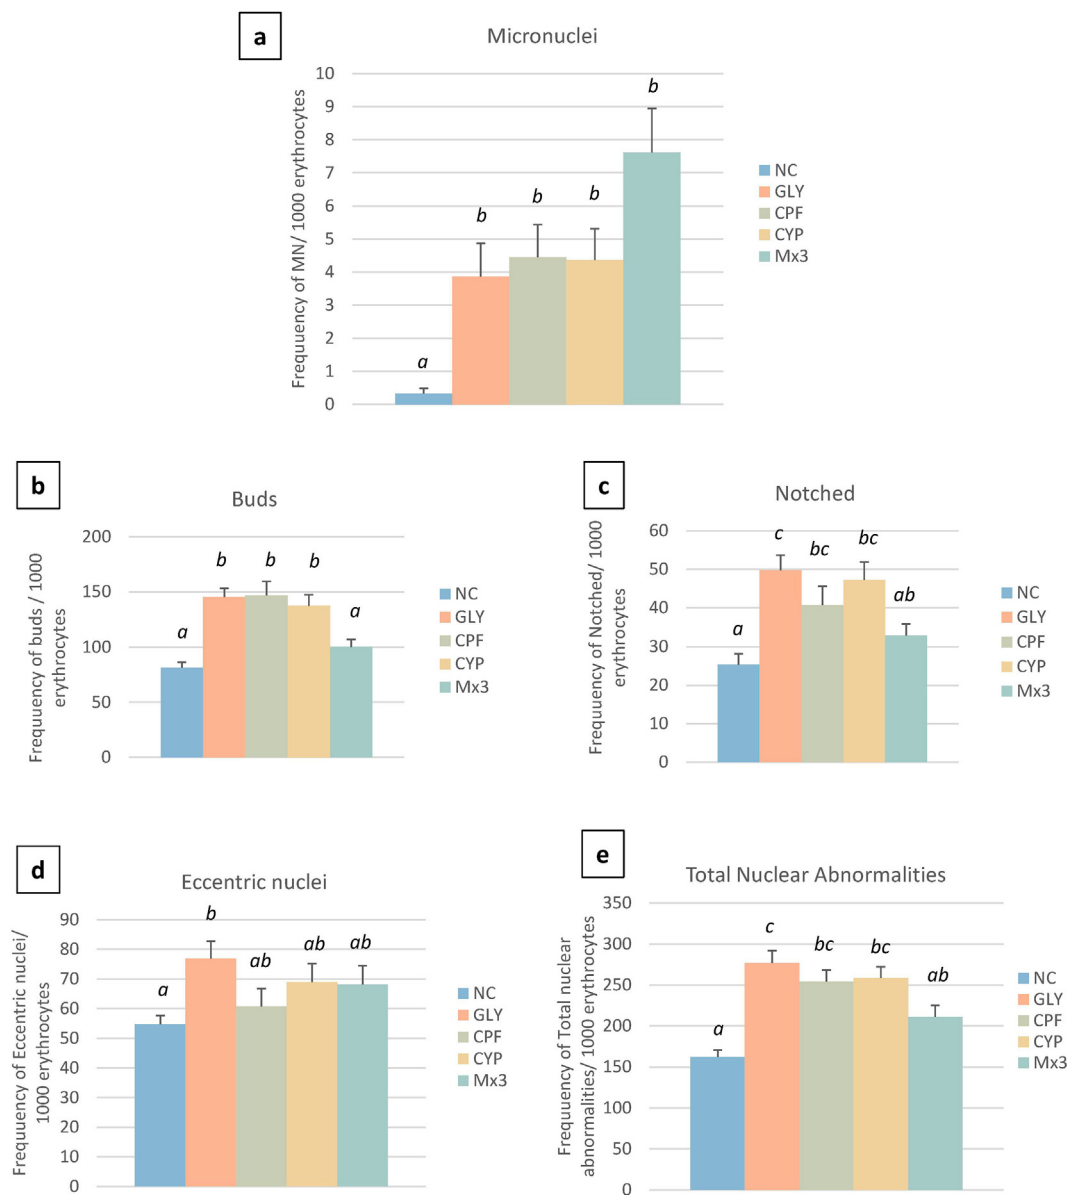 a
Micronuclei
Frequuency of MN/ 1000 erythrocytes
10
9
8
7
6
5
4
3
2
1
0
a
b
b
b
b
NC
GLY
CPF
CYP
Mx3
b
Buds
Frequuency of buds / 1000
erythrocytes
200
150
100
50
0
a
b
b
b
a
NC
GLY
CPF
CYP
Mx3
c
Notched
Frequuency of Notched/ 1000
erythrocytes
60
50
40
30
20
10
0
a
c
bc
bc
ab
NC
GLY
CPF
CYP
Mx3
d
Eccentric nuclei
Frequuency of Eccentric nuclei/
1000 erythrocytes
90
80
70
60
50
40
30
20
10
0
a
b
ab
ab
ab
NC
GLY
CPF
CYP
Mx3
e
Total Nuclear Abnormalities
Frequuency of Total nuclear
abnormalities/ 1000 erythrocytes
350
300
250
200
150
100
50
0
a
c
bc
bc
ab
NC
GLY
CPF
CYP
Mx3